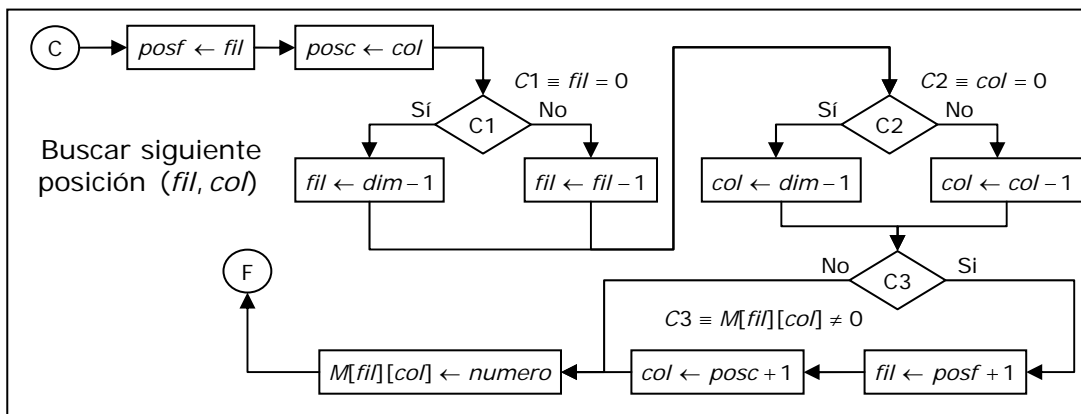 C
posf ← fil
posc ← col
C1 ≡ fil = 0
Sí
C1
No
C2 ≡ col = 0
Sí
C2
No
Buscar siguiente
posición (fil, col)
fil ← dim − 1
fil ← fil − 1
col ← dim − 1
col ← col − 1
F
No
C3
Si
C3 ≡ M[fil][col] ≠ 0
M[fil][col] ← numero
col ← posc + 1
fil ← posf + 1